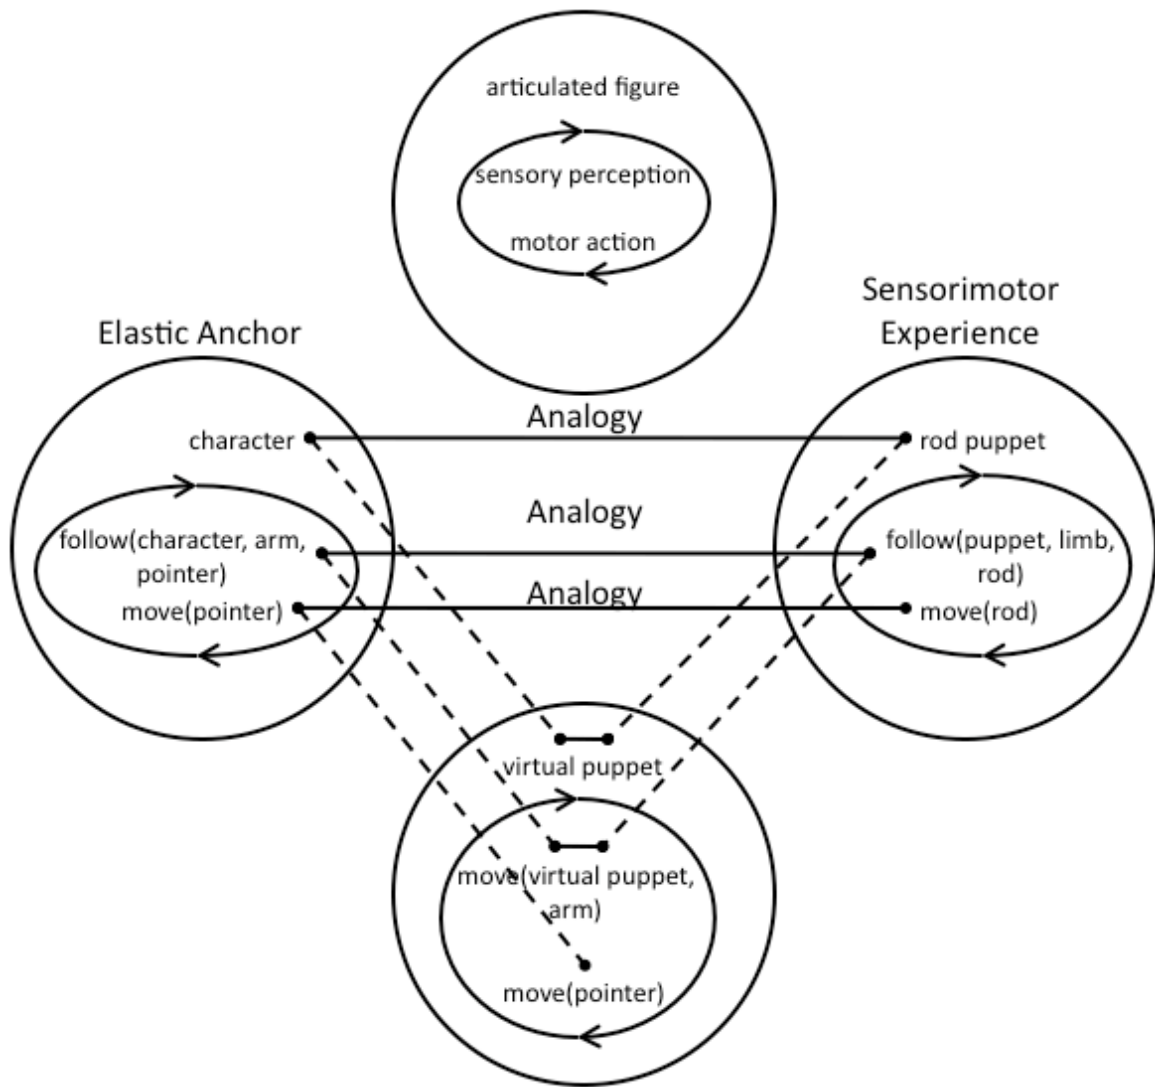 articulated figure
sensory perception
motor action
Elastic Anchor
Sensorimotor
Experience
Analogy
character
rod puppet
Analogy
follow(character, arm,
pointer)
follow(puppet, limb,
rod)
Analogy
move(pointer)
move(rod)
virtual puppet
move(virtual puppet,
arm)
move(pointer)